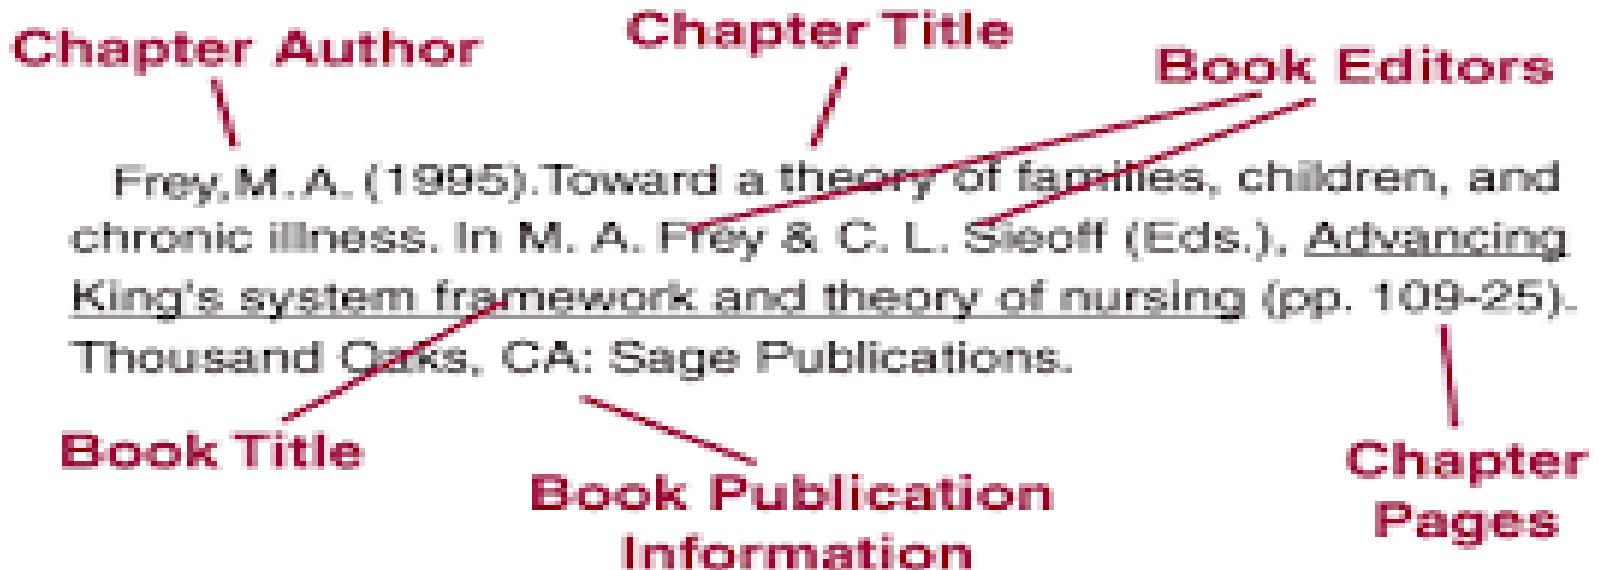 Chapter Author
Chapter Title
Book Editors
Frey,M.A. (1995).Toward a theory of families, children, and
chronic illness. In M. A. Frey & C. L. Sieoff (Eds.), Advancing
King's system framework and theory of nursing (pp. 109-25).
Thousand Oaks, CA: Sage Publications.
Book Title
Book Publication
Information
Chapter
Pages